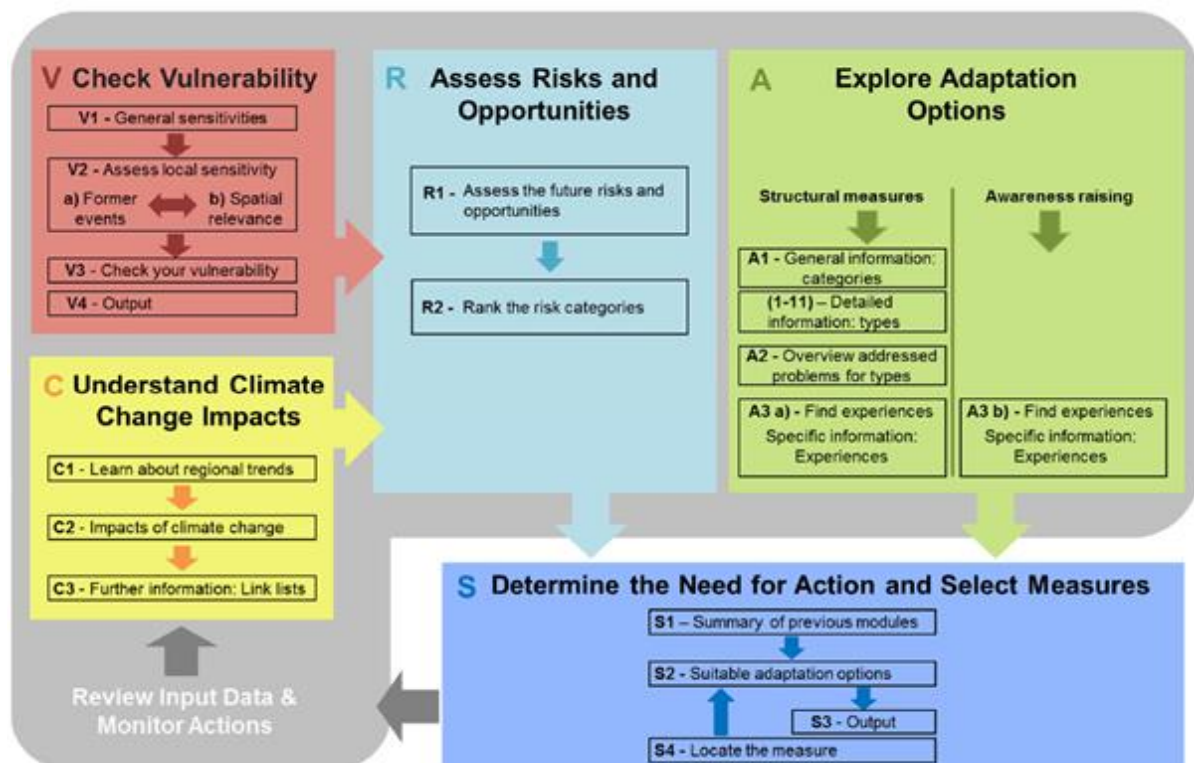 V Check Vulnerability
V1 - General sensitivities
V2 - Assess local sensitivity
a) Former
events
b) Spatial
relevance
V3 - Check your vulnerability
V4 - Output
C Understand Climate
Change Impacts
C1 - Learn about regional trends
C2 - Impacts of climate change
C3 - Further information: Link lists
R Assess Risks and
Opportunities
R1 - Assess the future risks and
opportunities
R2 - Rank the risk categories
A Explore Adaptation
Options
Structural measures
A1 - General information:
categories
(1-11) – Detailed
information: types
A2 - Overview addressed
problems for types
A3 a) - Find experiences
Specific information:
Experiences
Awareness raising
A3 b) - Find experiences
Specific information:
Experiences
S Determine the Need for Action and Select Measures
S1 – Summary of previous modules
S2 - Suitable adaptation options
S3 - Output
S4 - Locate the measure
Review Input Data &
Monitor Actions